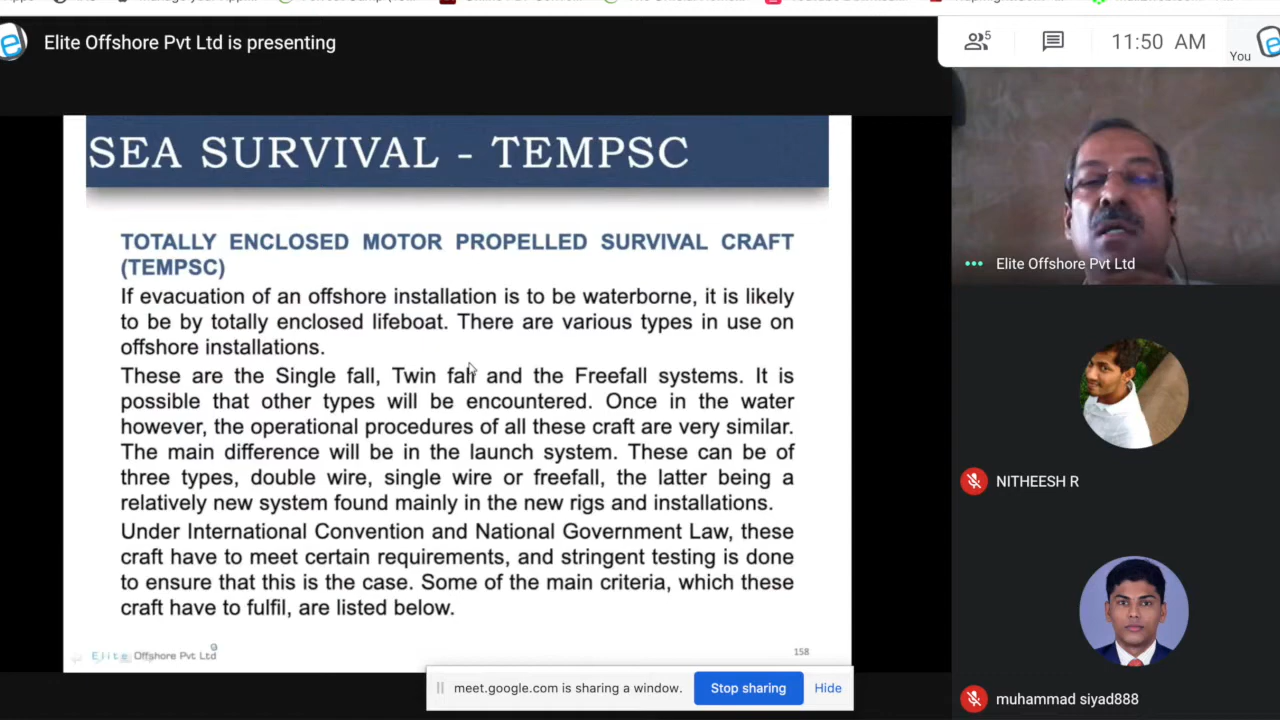 Elite Offshore Pvt Ltd is presenting
5
11:50 AM
You
SEA SURVIVAL - TEMPSC
TOTALLY ENCLOSED MOTOR PROPELLED SURVIVAL CRAFT
(TEMPSC)
If evacuation of an offshore installation is to be waterborne, it is likely
to be by totally enclosed lifeboat. There are various types in use on
offshore installations.
These are the Single fall, Twin fall and the Freefall systems. It is
possible that other types will be encountered. Once in the water
however, the operational procedures of all these craft are very similar.
The main difference will be in the launch system. These can be of
three types, double wire, single wire or freefall, the latter being a
relatively new system found mainly in the new rigs and installations.
Under International Convention and National Government Law, these
craft have to meet certain requirements, and stringent testing is done
to ensure that this is the case. Some of the main criteria, which these
craft have to fulfil, are listed below.
Elite Offshore Pvt Ltd
158
Elite Offshore Pvt Ltd
NITHEESH R
muhammad siyad888
meet.google.com is sharing a window.
Stop sharing
Hide